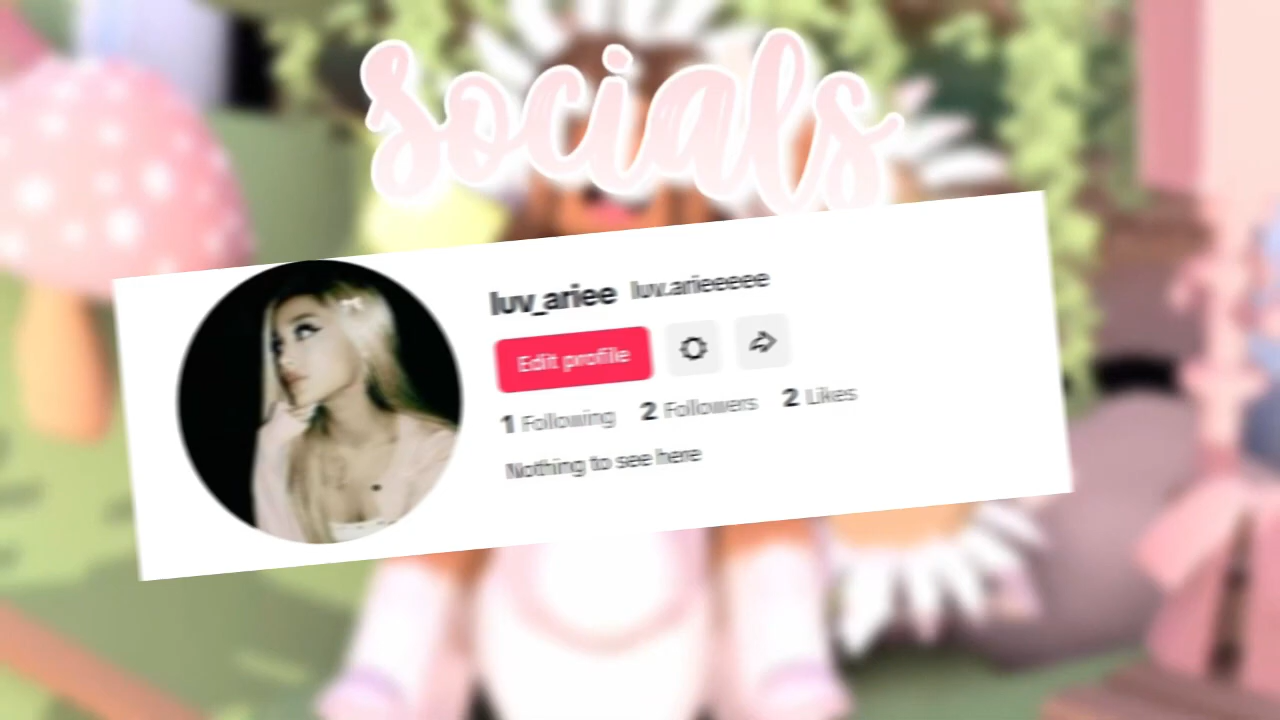 socials
luv_ariee luv.arieeeee
Edit profile
1 Following 2 Followers 2 Likes
Nothing to see here